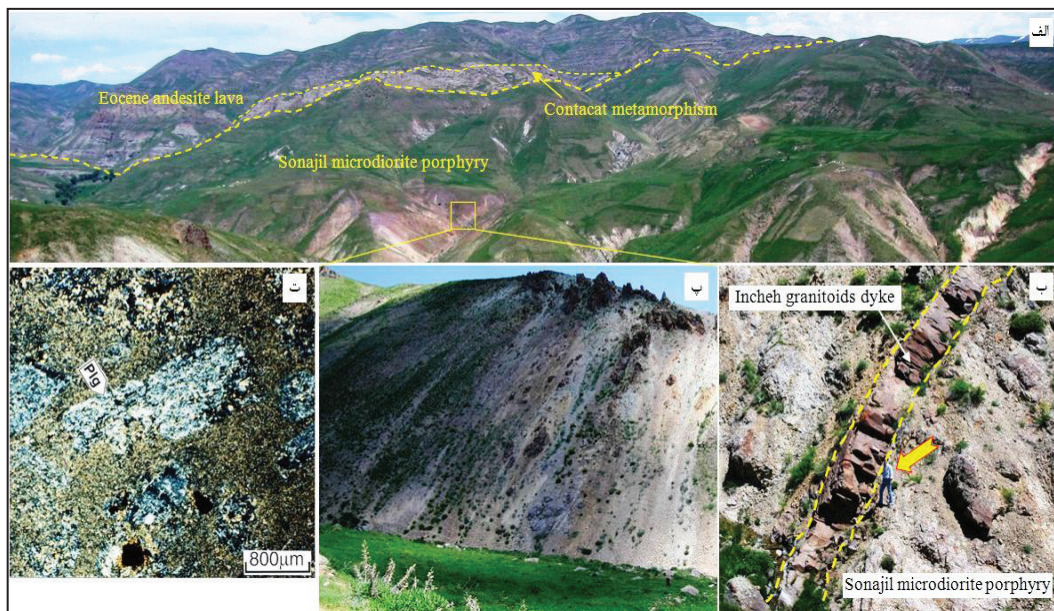 الف
Eocene andesite lava
Contacat metamorphism
Sonajil microdiorite porphyry
ب
Incheh granitoids dyke
Sonajil microdiorite porphyry
پ
ت
Plg
800µm